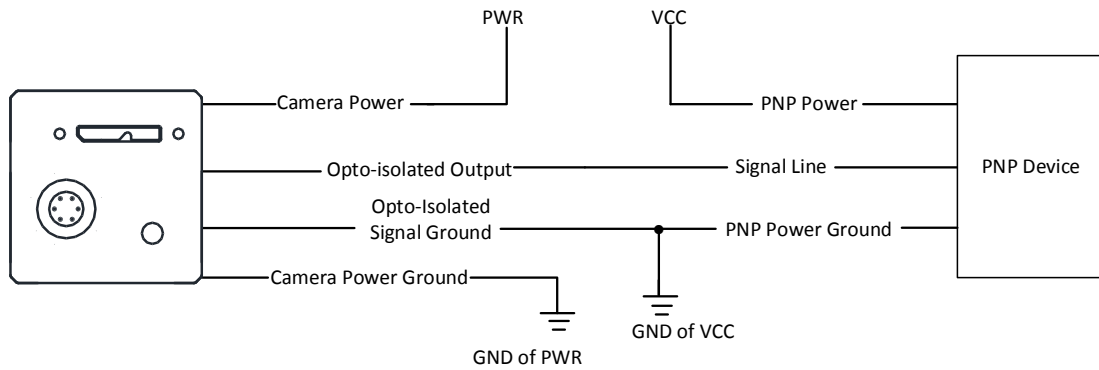 PWR
VCC
Camera Power
PNP Power
Opto-isolated Output
Signal Line
PNP Device
Opto-Isolated
Signal Ground
PNP Power Ground
Camera Power Ground
GND of VCC
GND of PWR